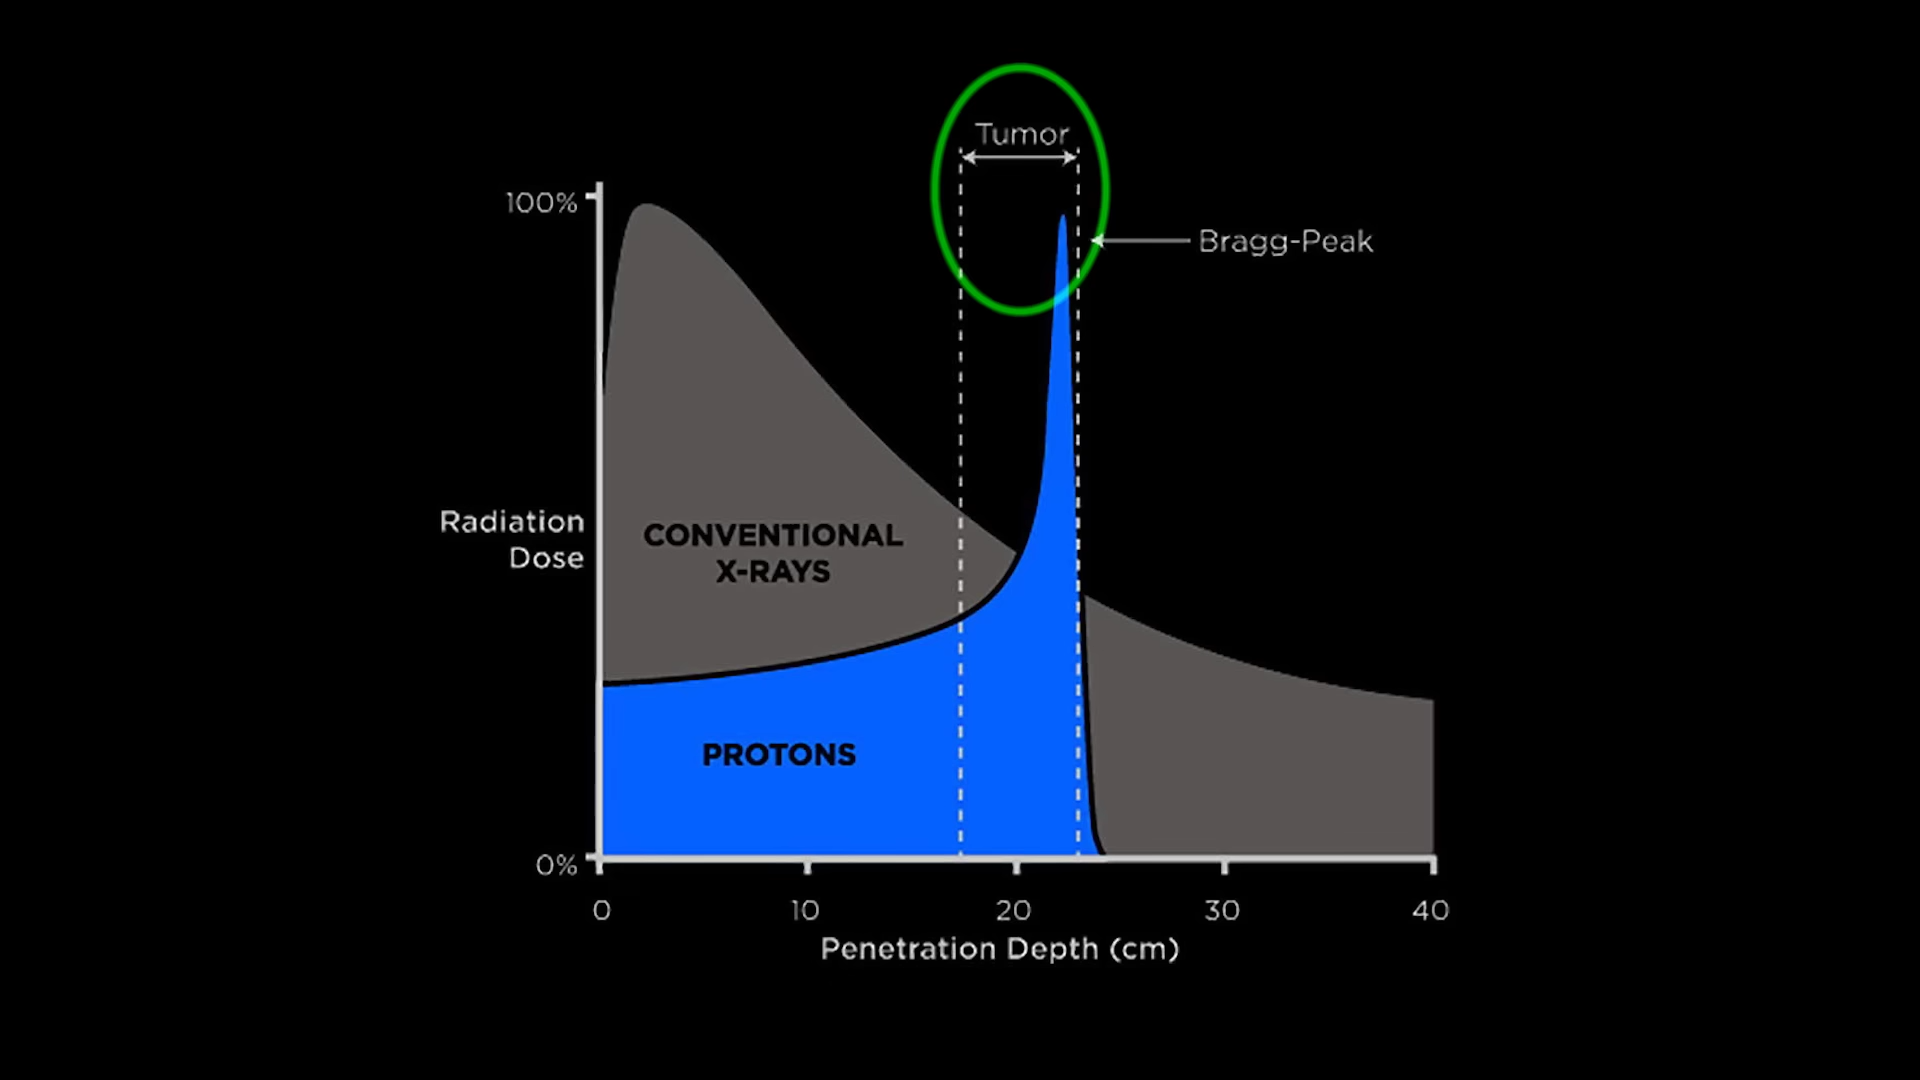 Tumor
100%
Bragg-Peak
Radiation
Dose
CONVENTIONAL
X-RAYS
PROTONS
0%
0 10 20 30 40
Penetration Depth (cm)